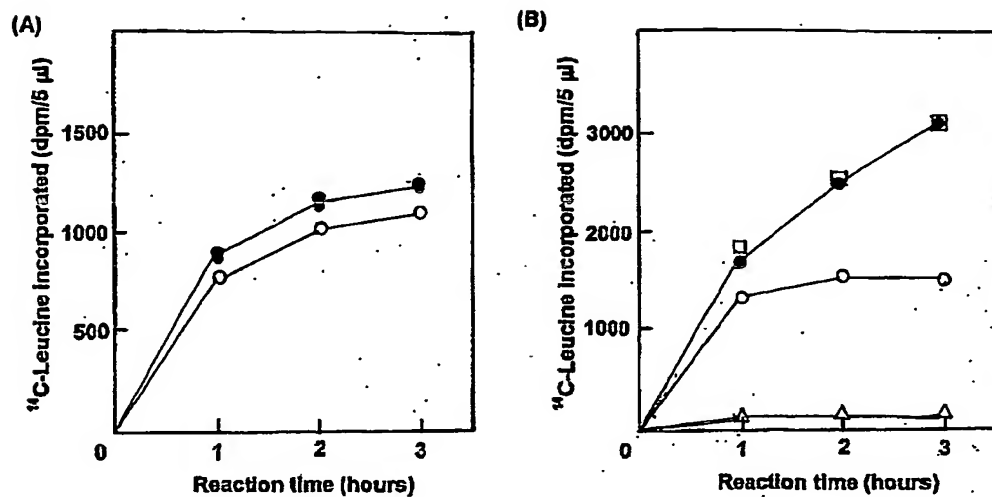 (A)
¹⁴C-Leucine incorporated (dpm/5 µl)
1500
1000
500
0
1
2
3
Reaction time (hours)
(B)
¹⁴C-Leucine incorporated (dpm/5 µl)
3000
2000
1000
0
1
2
3
Reaction time (hours)